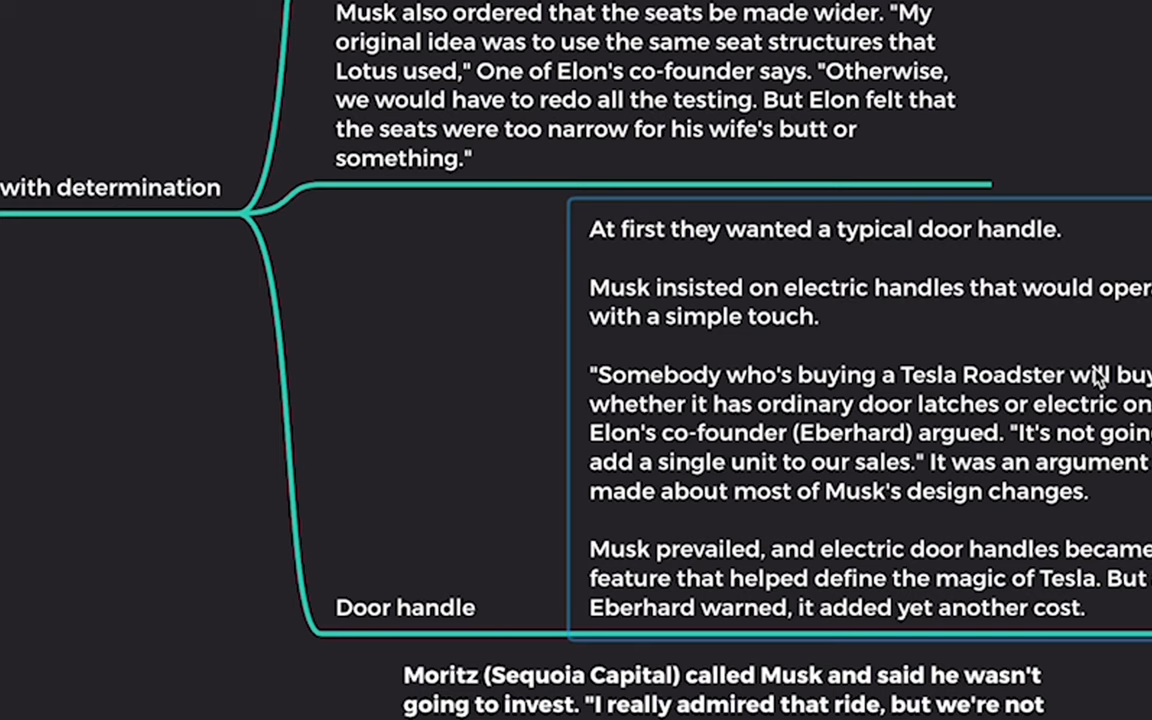 Musk also ordered that the seats be made wider. "My
original idea was to use the same seat structures that
Lotus used," One of Elon's co-founder says. "Otherwise,
we would have to redo all the testing. But Elon felt that
the seats were too narrow for his wife's butt or
something."
with determination
At first they wanted a typical door handle.
Musk insisted on electric handles that would oper
with a simple touch.
"Somebody who's buying a Tesla Roadster will buy
whether it has ordinary door latches or electric on
Elon's co-founder (Eberhard) argued. "It's not goin
add a single unit to our sales." It was an argument
made about most of Musk's design changes.
Musk prevailed, and electric door handles became
feature that helped define the magic of Tesla. But
Eberhard warned, it added yet another cost.
Door handle
Moritz (Sequoia Capital) called Musk and said he wasn't
going to invest. "I really admired that ride, but we're not